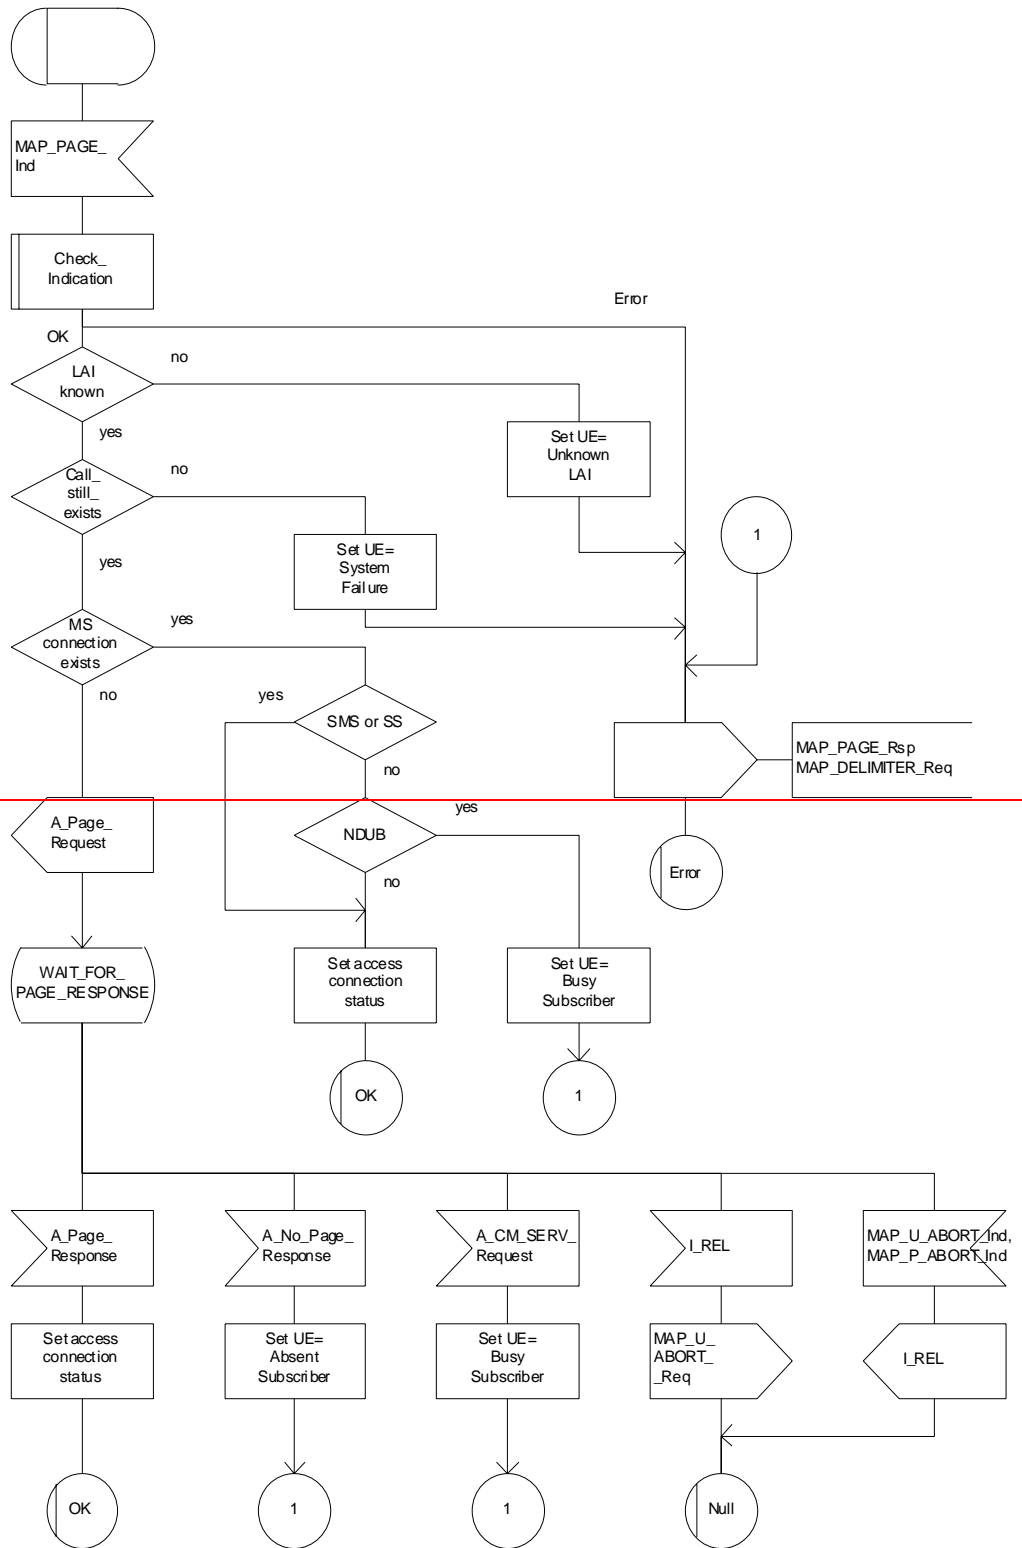 MAP_PAGE_
Ind
Check_
Indication
Error
OK
LAI
known
no
yes
Set UE=
Unknown
LAI
Call_
still_
exists
no
yes
Set UE=
System
Failure
1
MS
connection
exists
yes
no
yes
SMS or SS
no
MAP_PAGE_Rsp
MAP_DELIMITER_Req
A_Page_
Request
NDUB
yes
no
Error
WAIT_FOR_
PAGE_RESPONSE
Set access
connection
status
Set UE=
Busy
Subscriber
OK
1
A_Page_
Response
A_No_Page_
Response
A_CM_SERV_
Request
I_REL
MAP_U_ABORT_Ind,
MAP_P_ABORT_Ind
Set access
connection
status
Set UE=
Absent
Subscriber
Set UE=
Busy
Subscriber
MAP_U_
ABORT_
_Req
I_REL
OK
1
1
Null